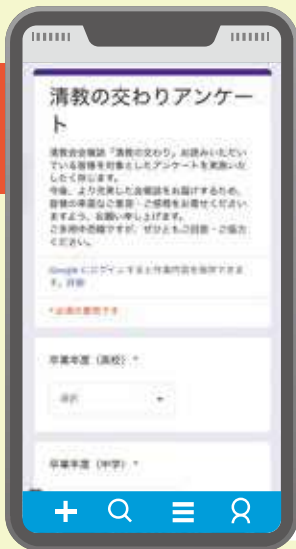 清教の交わりアンケー
ト
清教会会報誌「清教の交わり」お読みいただい
ている皆様を対象としたアンケートを実施いた
したく存じます。
今後、より充実した会報誌をお届けするため、
皆様の率直なご意見・ご感想をお寄せください
ますよう、お願い申し上げます。
ご多用中恐縮ですが、ぜひともご回答・ご協力
ください。
Google にログインすると作業内容を保存できま
す。詳細
*必須の質問です
卒業年度（高校） *
選択
卒業年度（中学） *